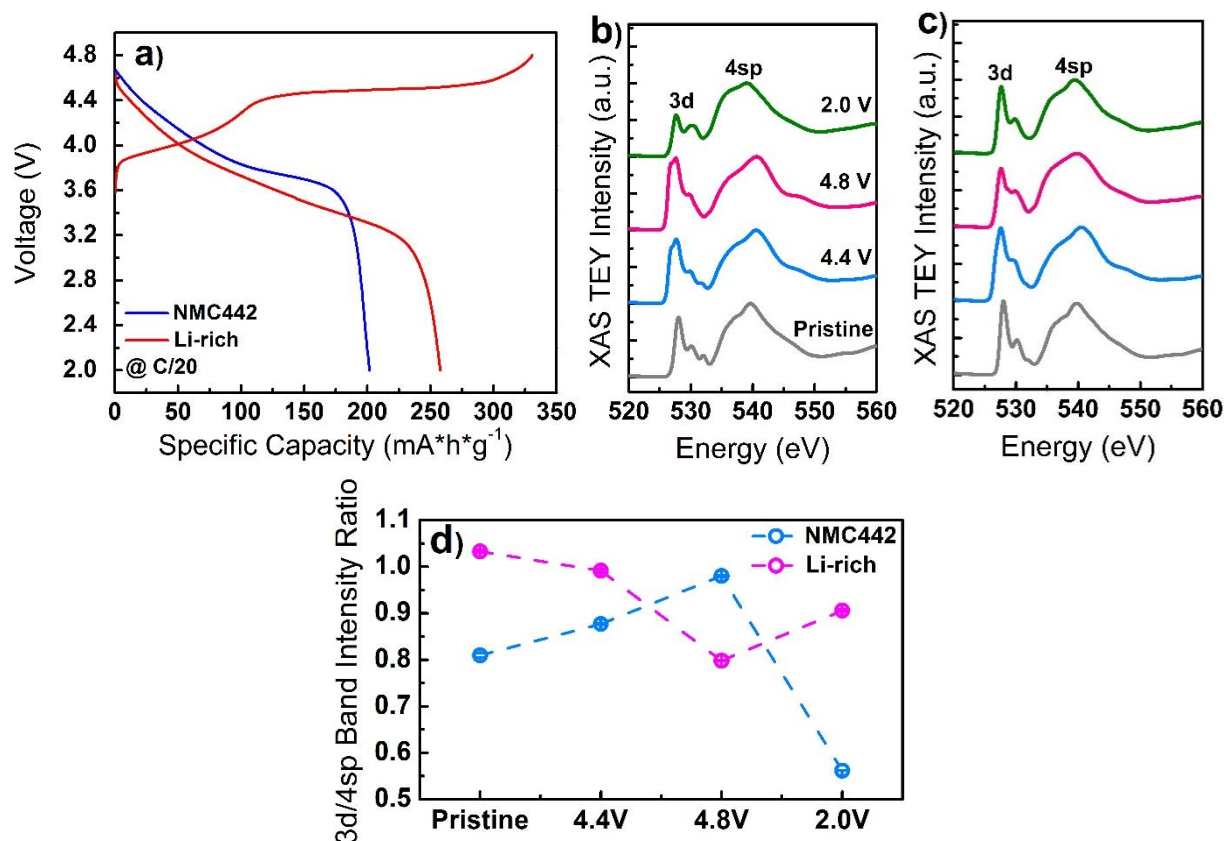 a)
Voltage (V)
4.8
4.4
4.0
3.6
3.2
2.8
2.4
2.0
NMC442
Li-rich
@ C/20
0 50 100 150 200 250 300 350
Specific Capacity (mA*h*g⁻¹)
b)
XAS TEY Intensity (a.u.)
3d
4sp
2.0 V
4.8 V
4.4 V
Pristine
520 530 540 550 560
Energy (eV)
c)
XAS TEY Intensity (a.u.)
3d
4sp
520 530 540 550 560
Energy (eV)
d)
3d/4sp Band Intensity Ratio
1.1
1.0
0.9
0.8
0.7
0.6
0.5
NMC442
Li-rich
Pristine 4.4V 4.8V 2.0V